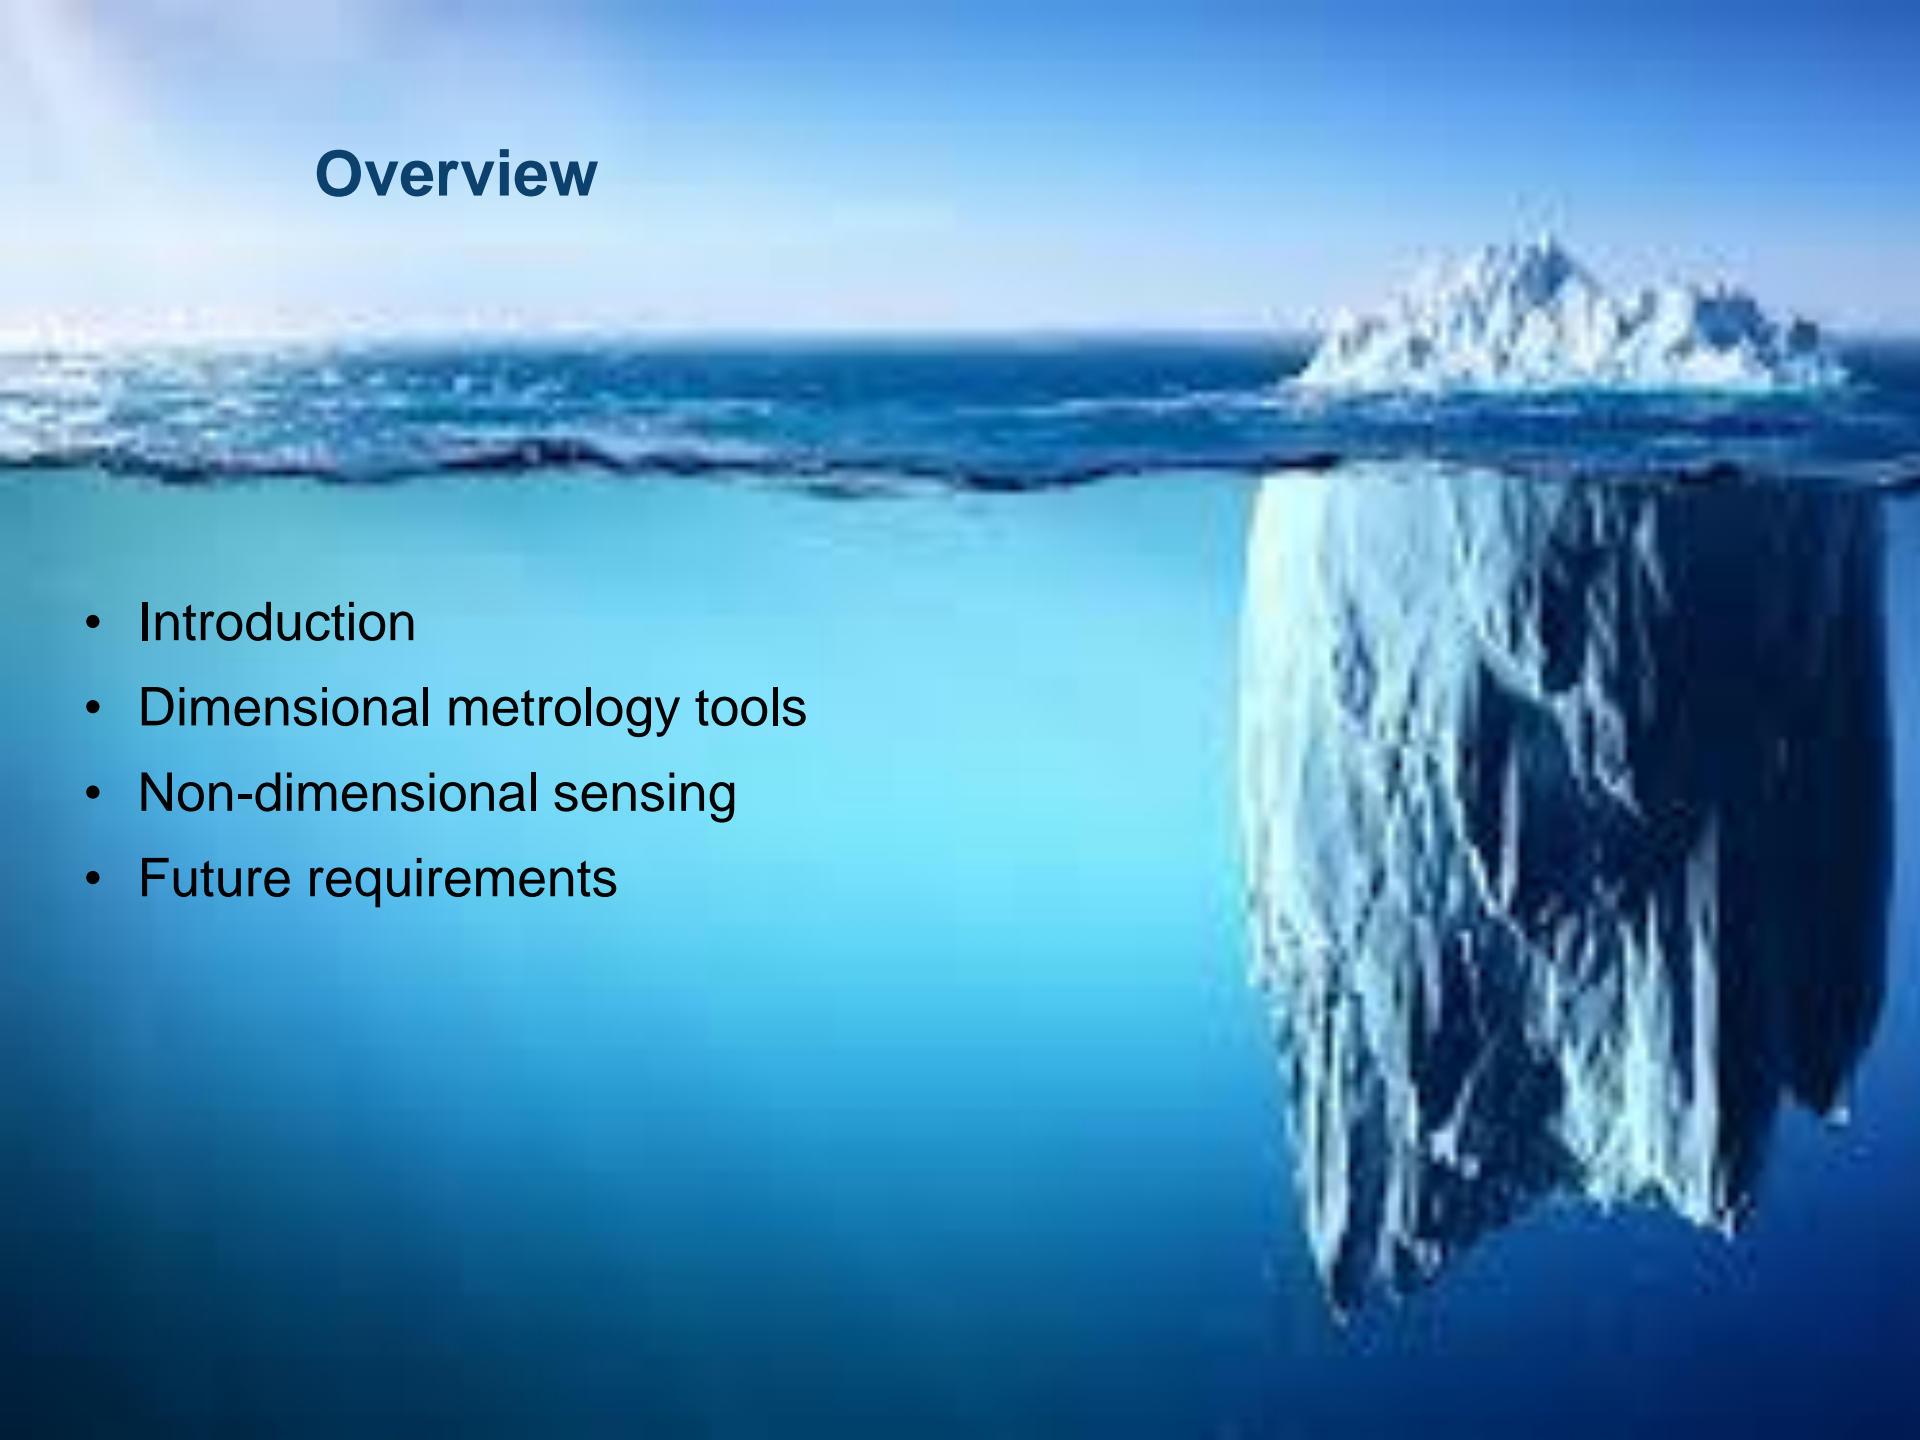 Overview
• Introduction
• Dimensional metrology tools
• Non-dimensional sensing
• Future requirements